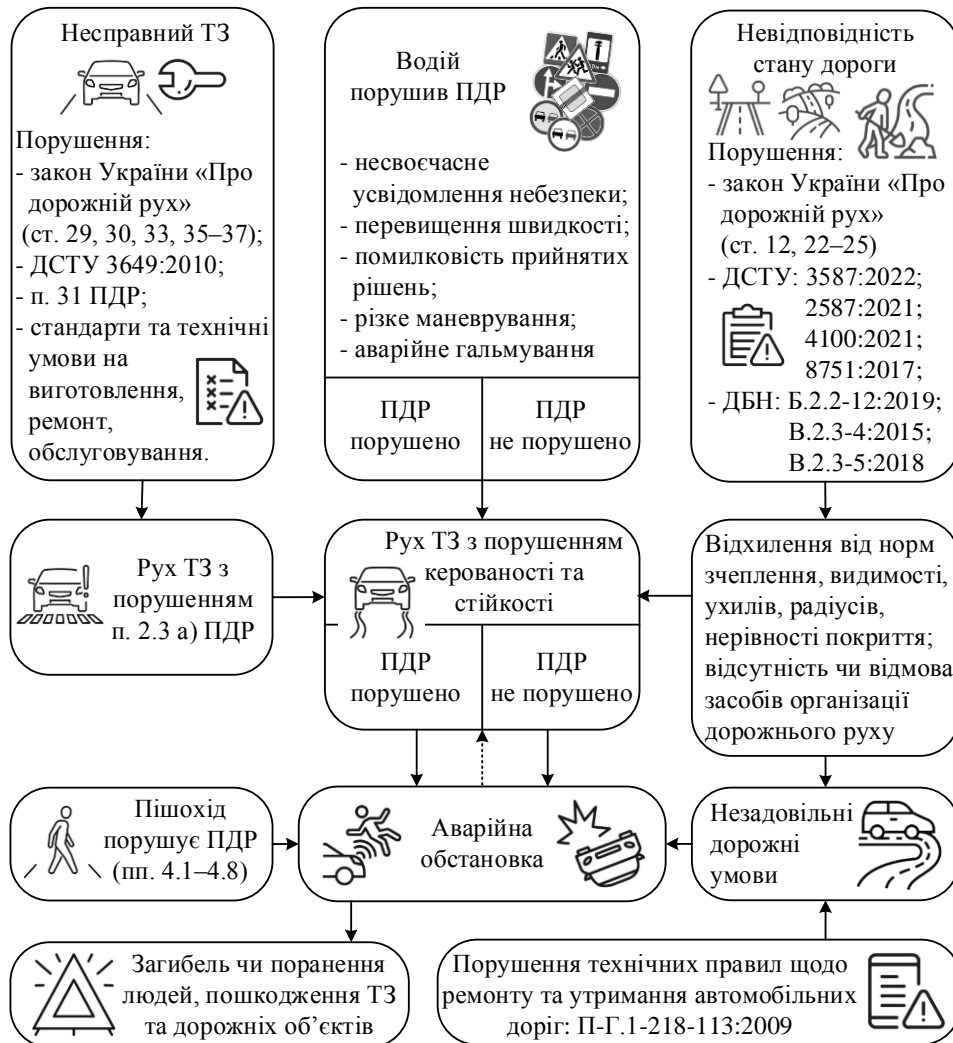 Несправний ТЗ
Порушення:
- закон України «Про
дорожній рух»
(ст. 29, 30, 33, 35–37);
- ДСТУ 3649:2010;
- п. 31 ПДР;
- стандарти та технічні
умови на
виготовлення,
ремонт,
обслуговування.
Водій
порушив ПДР
- несвоєчасне
усвідомлення небезпеки;
- перевищення швидкості;
- помилковість прийнятих
рішень;
- різке маневрування;
- аварійне гальмування
ПДР
порушено
ПДР
не порушено
Невідповідність
стану дороги
Порушення:
- закон України «Про
дорожній рух»
(ст. 12, 22–25)
- ДСТУ: 3587:2022;
2587:2021;
4100:2021;
8751:2017;
- ДБН: Б.2.2-12:2019;
В.2.3-4:2015;
В.2.3-5:2018
Рух ТЗ з
порушенням
п. 2.3 а) ПДР
Рух ТЗ з порушенням
керованості та
стійкості
ПДР
порушено
ПДР
не порушено
Відхилення від норм
зчеплення, видимості,
ухилів, радіусів,
нерівності покриття;
відсутність чи відмова
засобів організації
дорожнього руху
Пішохід
порушує ПДР
(пп. 4.1–4.8)
Аварійна
обстановка
Незадовільні
дорожні
умови
Загибель чи поранення
людей, пошкодження ТЗ
та дорожніх об’єктів
Порушення технічних правил щодо
ремонту та утримання автомобільних
доріг: П-Г.1-218-113:2009